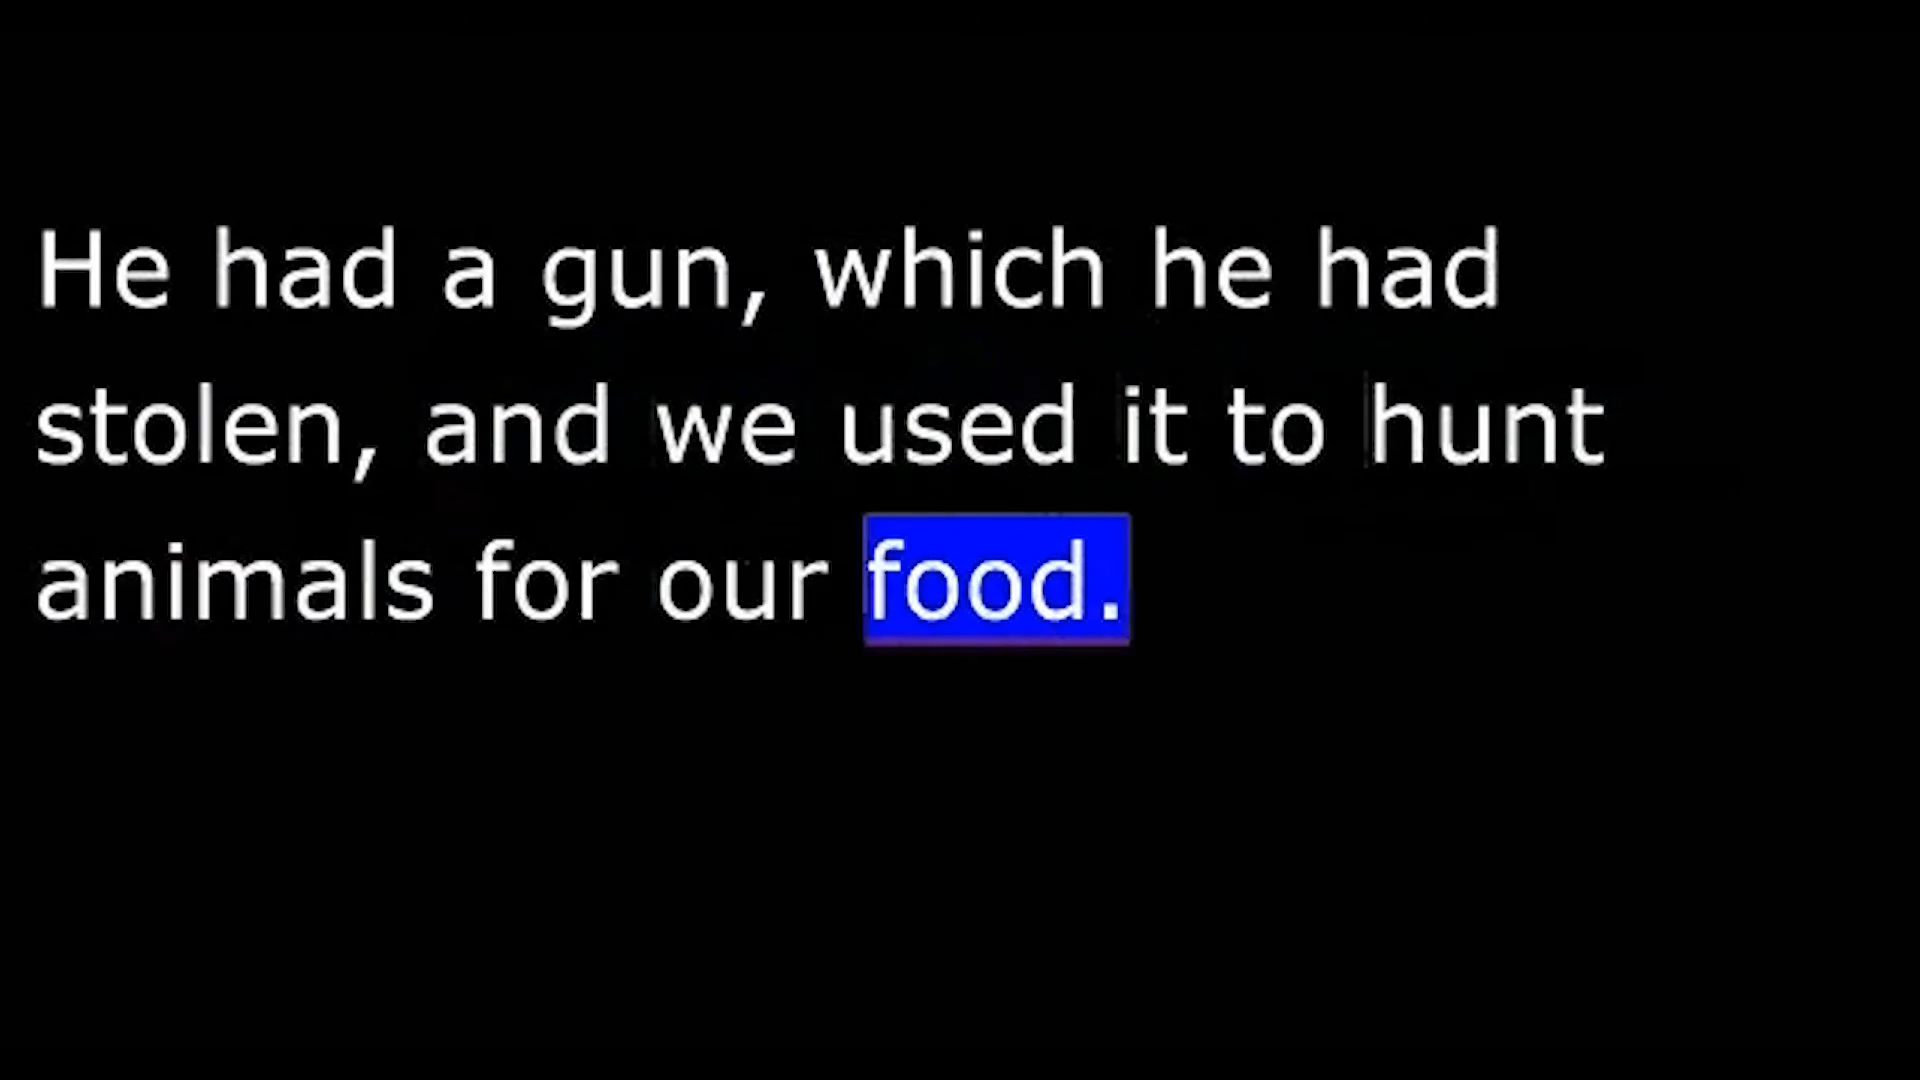 He had a gun, which he had
stolen, and we used it to hunt
animals for our food.